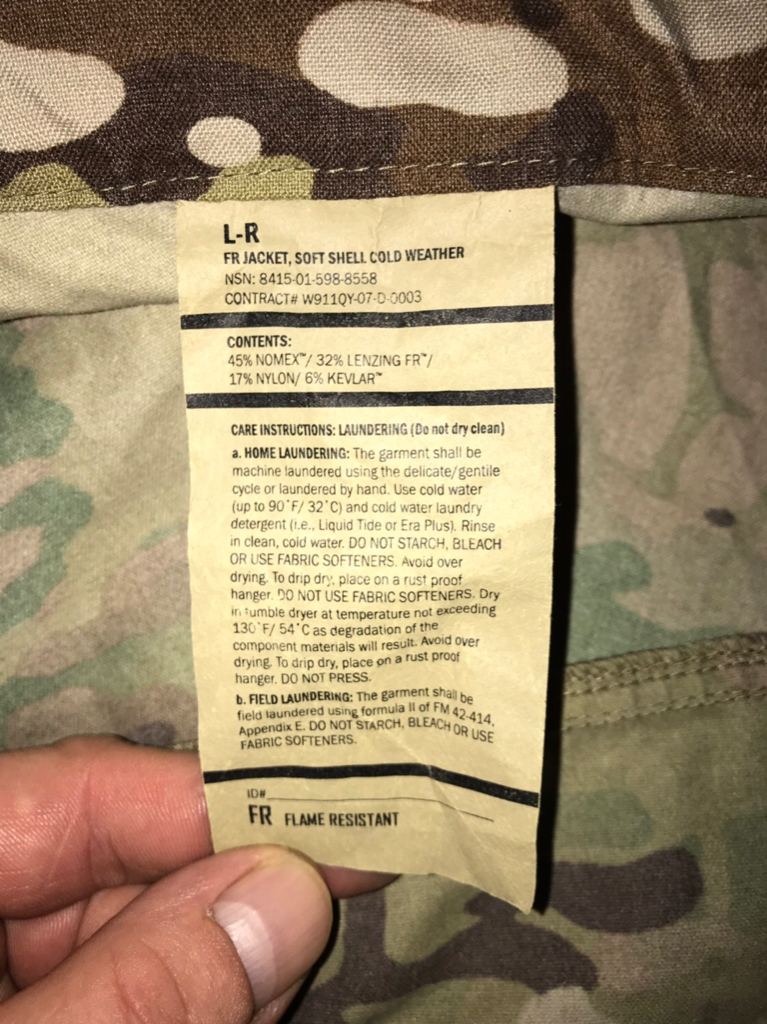 L-R
FR JACKET, SOFT SHELL COLD WEATHER
NSN: 8415-01-598-8558
CONTRACT# W911QY-07-D-0003
CONTENTS:
45% NOMEX™/ 32% LENZING FR™/
17% NYLON/ 6% KEVLAR™
CARE INSTRUCTIONS: LAUNDERING (Do not dry clean)
a. HOME LAUNDERING: The garment shall be
machine laundered using the delicate/gentile
cycle or laundered by hand. Use cold water
(up to 90˚F/ 32˚C) and cold water laundry
detergent (i.e., Liquid Tide or Era Plus). Rinse
in clean, cold water. DO NOT STARCH, BLEACH
OR USE FABRIC SOFTENERS. Avoid over
drying. To drip dry, place on a rust proof
hanger. DO NOT USE FABRIC SOFTENERS. Dry
in tumble dryer at temperature not exceeding
130˚F/ 54˚C as degradation of the
component materials will result. Avoid over
drying. To drip dry, place on a rust proof
hanger. DO NOT PRESS.
b. FIELD LAUNDERING: The garment shall be
field laundered using formula II of FM 42-414,
Appendix E. DO NOT STARCH, BLEACH OR USE
FABRIC SOFTENERS.
ID#
FR FLAME RESISTANT